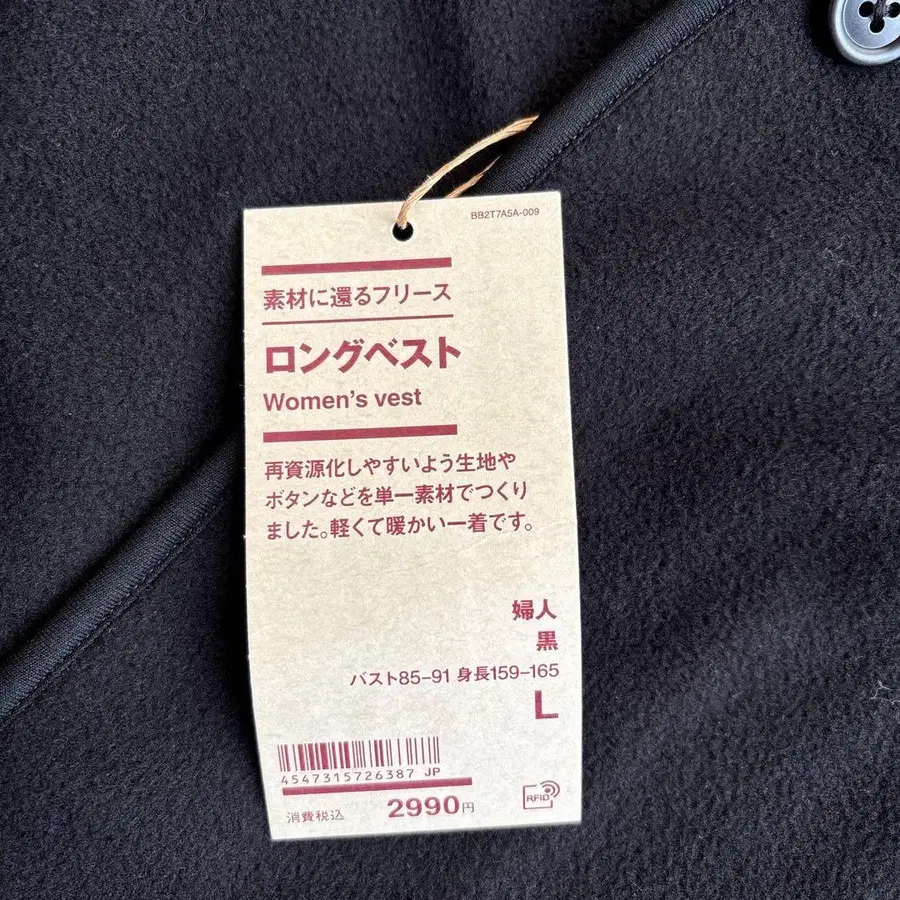 BB2T7A5A-009
素材に還るフリース
ロングベスト
Women's vest
再資源化しやすいよう生地や
ボタンなどを単一素材でつくり
ました。軽くて暖かい一着です。
婦人
黒
バスト85-91 身長159-165
L
4547315726387 JP
消費税込 2990円
RFID